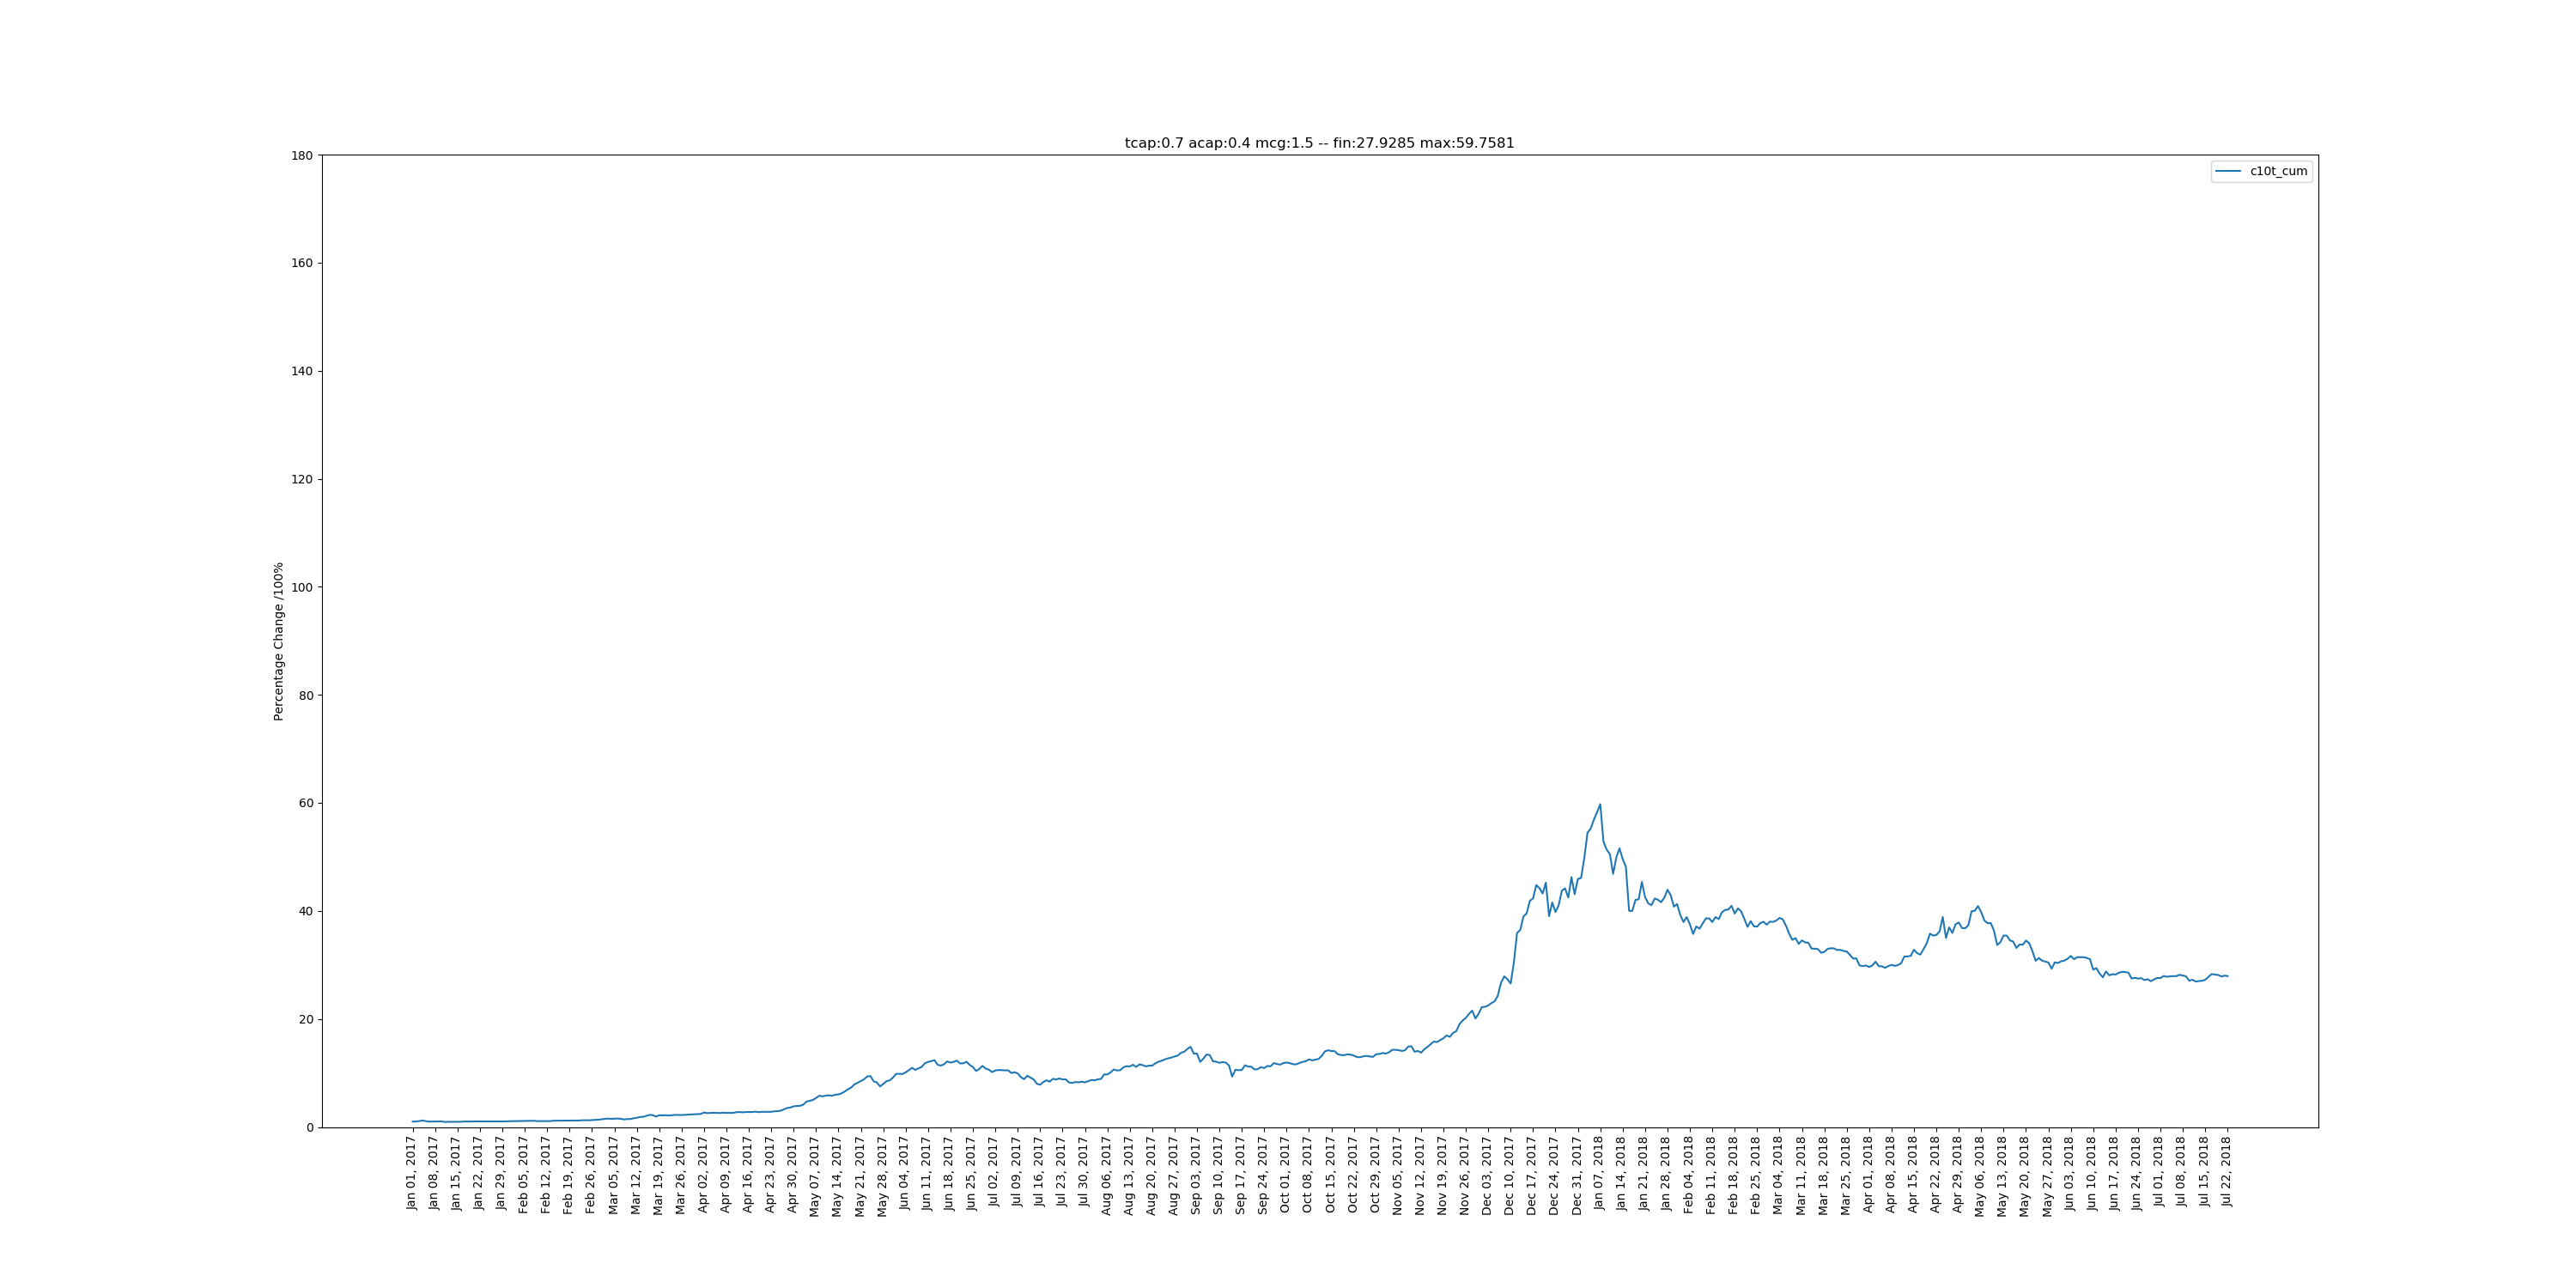 tcap:0.7 acap:0.4 mcg:1.5 -- fin:27.9285 max:59.7581
c10t_cum
Percentage Change /100%
180
160
140
120
100
80
60
40
20
0
Jan 01, 2017
Jan 08, 2017
Jan 15, 2017
Jan 22, 2017
Jan 29, 2017
Feb 05, 2017
Feb 12, 2017
Feb 19, 2017
Feb 26, 2017
Mar 05, 2017
Mar 12, 2017
Mar 19, 2017
Mar 26, 2017
Apr 02, 2017
Apr 09, 2017
Apr 16, 2017
Apr 23, 2017
Apr 30, 2017
May 07, 2017
May 14, 2017
May 21, 2017
May 28, 2017
Jun 04, 2017
Jun 11, 2017
Jun 18, 2017
Jun 25, 2017
Jul 02, 2017
Jul 09, 2017
Jul 16, 2017
Jul 23, 2017
Jul 30, 2017
Aug 06, 2017
Aug 13, 2017
Aug 20, 2017
Aug 27, 2017
Sep 03, 2017
Sep 10, 2017
Sep 17, 2017
Sep 24, 2017
Oct 01, 2017
Oct 08, 2017
Oct 15, 2017
Oct 22, 2017
Oct 29, 2017
Nov 05, 2017
Nov 12, 2017
Nov 19, 2017
Nov 26, 2017
Dec 03, 2017
Dec 10, 2017
Dec 17, 2017
Dec 24, 2017
Dec 31, 2017
Jan 07, 2018
Jan 14, 2018
Jan 21, 2018
Jan 28, 2018
Feb 04, 2018
Feb 11, 2018
Feb 18, 2018
Feb 25, 2018
Mar 04, 2018
Mar 11, 2018
Mar 18, 2018
Mar 25, 2018
Apr 01, 2018
Apr 08, 2018
Apr 15, 2018
Apr 22, 2018
Apr 29, 2018
May 06, 2018
May 13, 2018
May 20, 2018
May 27, 2018
Jun 03, 2018
Jun 10, 2018
Jun 17, 2018
Jun 24, 2018
Jul 01, 2018
Jul 08, 2018
Jul 15, 2018
Jul 22, 2018